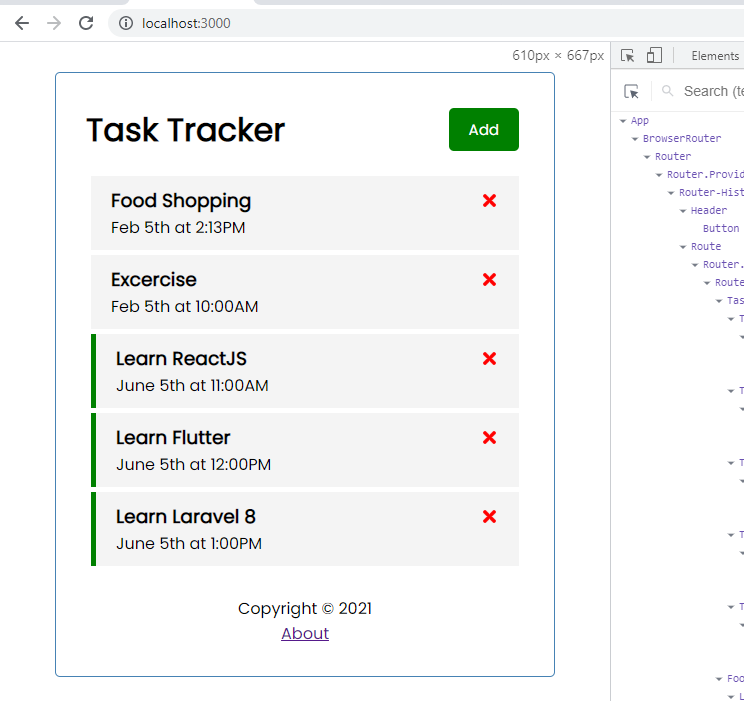 localhost:3000
610px × 667px
Elements
Search (te
Task Tracker
Add
Food Shopping
Feb 5th at 2:13PM
Excercise
Feb 5th at 10:00AM
Learn ReactJS
June 5th at 11:00AM
Learn Flutter
June 5th at 12:00PM
Learn Laravel 8
June 5th at 1:00PM
Copyright © 2021
About
App
BrowserRouter
Router
Router.Provid
Router-Hist
Header
Button
Route
Router.
Route
Tas
T
T
T
T
T
Foo
L